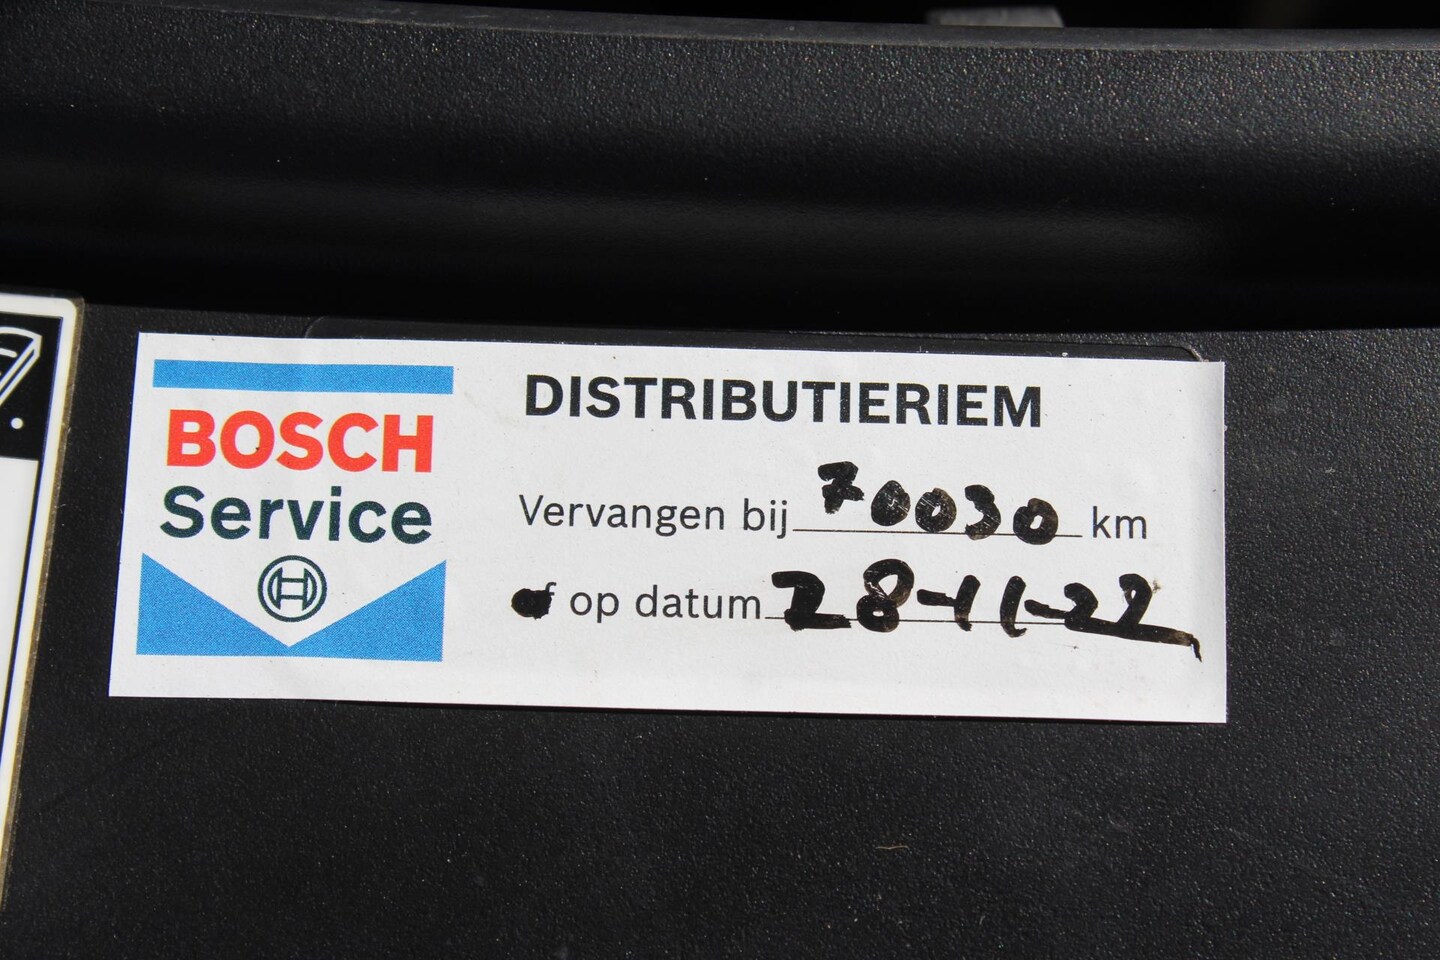 BOSCH
Service
DISTRIBUTIERIEM
Vervangen bij 70030 km
of op datum 28-11-22